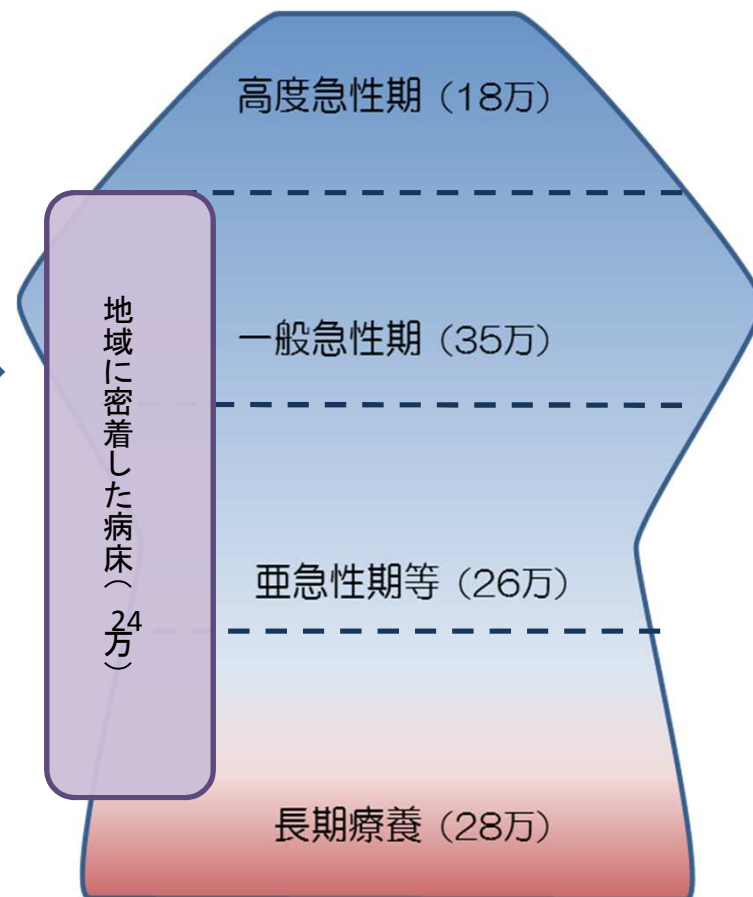 高度急性期（18万）
一般急性期（35万）
地域に密着した病床（24万）
亜急性期等（26万）
長期療養（28万）